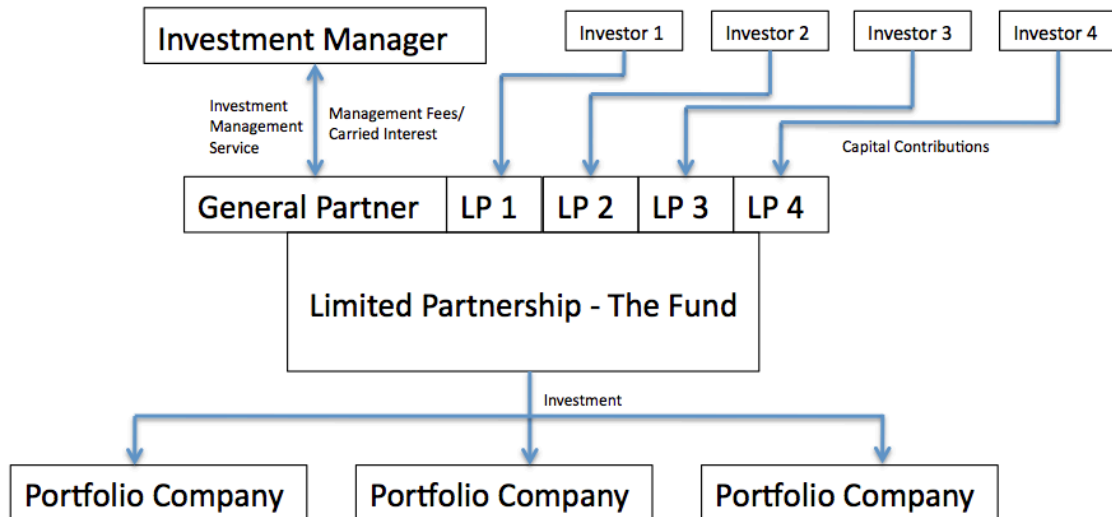 Investment Manager
Investor 1
Investor 2
Investor 3
Investor 4
Investment
Management
Service
Management Fees/
Carried Interest
Capital Contributions
General Partner
LP 1
LP 2
LP 3
LP 4
Limited Partnership - The Fund
Investment
Portfolio Company
Portfolio Company
Portfolio Company